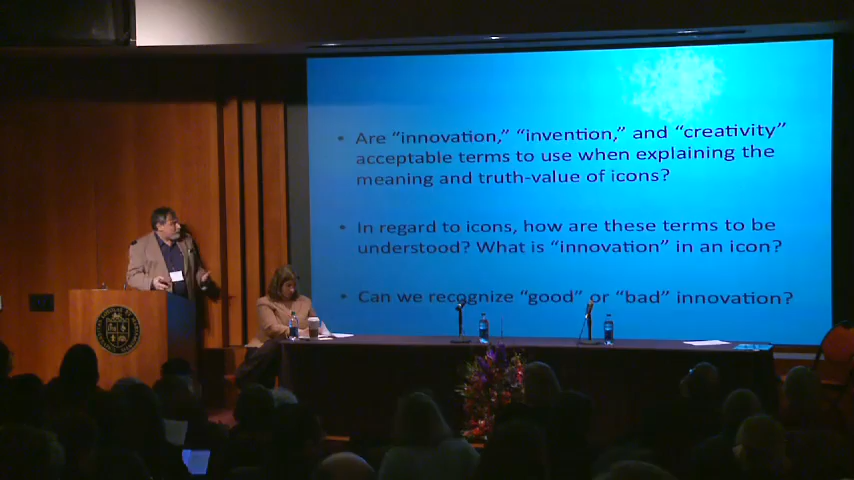 • Are “innovation,” “invention,” and “creativity”
acceptable terms to use when explaining the
meaning and truth-value of icons?
• In regard to icons, how are these terms to be
understood? What is “innovation” in an icon?
• Can we recognize “good” or “bad” innovation?